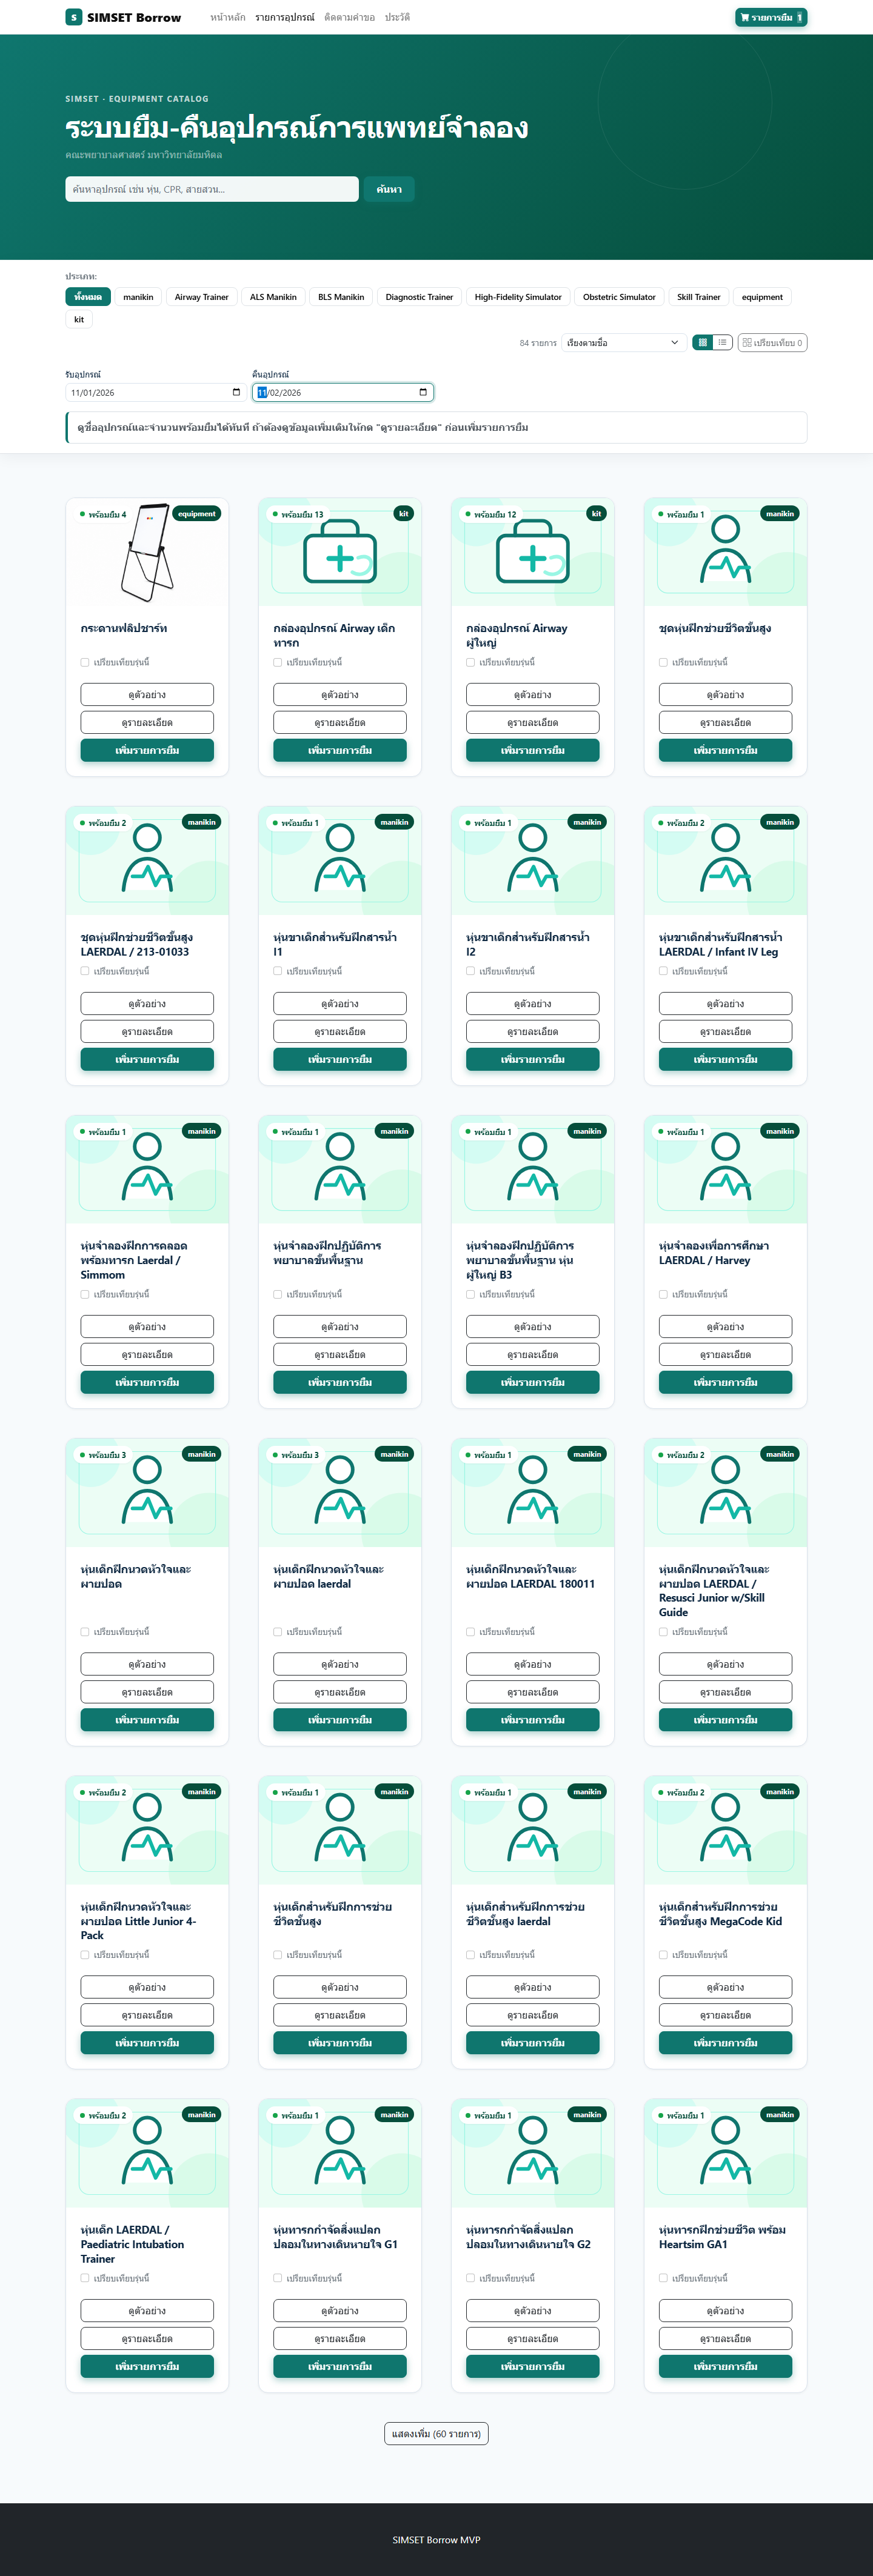 S SIMSET Borrow
หน้าหลัก รายการอุปกรณ์ ติดตามคำขอ ประวัติ
รายการยืม 1
SIMSET - EQUIPMENT CATALOG
ระบบยืม-คืนอุปกรณ์การแพทย์จำลอง
คณะพยาบาลศาสตร์ มหาวิทยาลัยมหิดล
ค้นหาอุปกรณ์ เช่น หุ่น, CPR, สายสวน... ค้นหา
ประเภท:
ทั้งหมด manikin Airway Trainer ALS Manikin BLS Manikin Diagnostic Trainer High-Fidelity Simulator Obstetric Simulator Skill Trainer equipment
kit
84 รายการ เรียงตามชื่อ เปรียบเทียบ 0
รับอุปกรณ์ คืนอุปกรณ์
11/01/2026 11/02/2026
ดูชื่ออุปกรณ์และจำนวนพร้อมยืมได้ทันที ถ้าต้องดูข้อมูลเพิ่มเติมให้กด "ดูรายละเอียด" ก่อนเพิ่มรายการยืม
พร้อมยืม 4 equipment พร้อมยืม 13 kit พร้อมยืม 12 kit พร้อมยืม 1 manikin
กระดานฟลิปชาร์ท กล่องอุปกรณ์ Airway เด็ก กล่องอุปกรณ์ Airway ชุดหุ่นฝึกช่วยชีวิตขั้นสูง
ทารก ผู้ใหญ่
เปรียบเทียบรุ่นนี้ เปรียบเทียบรุ่นนี้ เปรียบเทียบรุ่นนี้ เปรียบเทียบรุ่นนี้
ดูตัวอย่าง ดูตัวอย่าง ดูตัวอย่าง ดูตัวอย่าง
ดูรายละเอียด ดูรายละเอียด ดูรายละเอียด ดูรายละเอียด
เพิ่มรายการยืม เพิ่มรายการยืม เพิ่มรายการยืม เพิ่มรายการยืม
พร้อมยืม 2 manikin พร้อมยืม 1 manikin พร้อมยืม 1 manikin พร้อมยืม 2 manikin
ชุดหุ่นฝึกช่วยชีวิตขั้นสูง หุ่นขาเด็กสำหรับฝึกสารน้ำ หุ่นขาเด็กสำหรับฝึกสารน้ำ หุ่นขาเด็กสำหรับฝึกสารน้ำ
LAERDAL / 213-01033 I1 I2 LAERDAL / Infant IV Leg
เปรียบเทียบรุ่นนี้ เปรียบเทียบรุ่นนี้ เปรียบเทียบรุ่นนี้ เปรียบเทียบรุ่นนี้
ดูตัวอย่าง ดูตัวอย่าง ดูตัวอย่าง ดูตัวอย่าง
ดูรายละเอียด ดูรายละเอียด ดูรายละเอียด ดูรายละเอียด
เพิ่มรายการยืม เพิ่มรายการยืม เพิ่มรายการยืม เพิ่มรายการยืม
พร้อมยืม 1 manikin พร้อมยืม 1 manikin พร้อมยืม 1 manikin พร้อมยืม 1 manikin
หุ่นจำลองฝึกการคลอด หุ่นจำลองฝึกปฏิบัติการ หุ่นจำลองฝึกปฏิบัติการ หุ่นจำลองเพื่อการศึกษา
พร้อมทารก Laerdal / พยาบาลขั้นพื้นฐาน พยาบาลขั้นพื้นฐาน หุ่น LAERDAL / Harvey
Simmom ผู้ใหญ่ B3
เปรียบเทียบรุ่นนี้ เปรียบเทียบรุ่นนี้ เปรียบเทียบรุ่นนี้ เปรียบเทียบรุ่นนี้
ดูตัวอย่าง ดูตัวอย่าง ดูตัวอย่าง ดูตัวอย่าง
ดูรายละเอียด ดูรายละเอียด ดูรายละเอียด ดูรายละเอียด
เพิ่มรายการยืม เพิ่มรายการยืม เพิ่มรายการยืม เพิ่มรายการยืม
พร้อมยืม 3 manikin พร้อมยืม 3 manikin พร้อมยืม 1 manikin พร้อมยืม 2 manikin
หุ่นเด็กฝึกนวดหัวใจและ หุ่นเด็กฝึกนวดหัวใจและ หุ่นเด็กฝึกนวดหัวใจและ หุ่นเด็กฝึกนวดหัวใจและ
ผายปอด ผายปอด laerdal ผายปอด LAERDAL 180011 ผายปอด LAERDAL /
Resusci Junior w/Skill
Guide
เปรียบเทียบรุ่นนี้ เปรียบเทียบรุ่นนี้ เปรียบเทียบรุ่นนี้ เปรียบเทียบรุ่นนี้
ดูตัวอย่าง ดูตัวอย่าง ดูตัวอย่าง ดูตัวอย่าง
ดูรายละเอียด ดูรายละเอียด ดูรายละเอียด ดูรายละเอียด
เพิ่มรายการยืม เพิ่มรายการยืม เพิ่มรายการยืม เพิ่มรายการยืม
พร้อมยืม 2 manikin พร้อมยืม 1 manikin พร้อมยืม 1 manikin พร้อมยืม 2 manikin
หุ่นเด็กฝึกนวดหัวใจและ หุ่นเด็กสำหรับฝึกการช่วย หุ่นเด็กสำหรับฝึกการช่วย หุ่นเด็กสำหรับฝึกการช่วย
ผายปอด Little Junior 4- ชีวิตชั้นสูง ชีวิตชั้นสูง laerdal ชีวิตชั้นสูง MegaCode Kid
Pack
เปรียบเทียบรุ่นนี้ เปรียบเทียบรุ่นนี้ เปรียบเทียบรุ่นนี้ เปรียบเทียบรุ่นนี้
ดูตัวอย่าง ดูตัวอย่าง ดูตัวอย่าง ดูตัวอย่าง
ดูรายละเอียด ดูรายละเอียด ดูรายละเอียด ดูรายละเอียด
เพิ่มรายการยืม เพิ่มรายการยืม เพิ่มรายการยืม เพิ่มรายการยืม
พร้อมยืม 2 manikin พร้อมยืม 1 manikin พร้อมยืม 1 manikin พร้อมยืม 1 manikin
หุ่นเด็ก LAERDAL / หุ่นทารกกำจัดสิ่งแปลก หุ่นทารกกำจัดสิ่งแปลก หุ่นทารกฝึกช่วยชีวิต พร้อม
Paediatric Intubation ปลอมในทางเดินหายใจ G1 ปลอมในทางเดินหายใจ G2 Heartsim GA1
Trainer
เปรียบเทียบรุ่นนี้ เปรียบเทียบรุ่นนี้ เปรียบเทียบรุ่นนี้ เปรียบเทียบรุ่นนี้
ดูตัวอย่าง ดูตัวอย่าง ดูตัวอย่าง ดูตัวอย่าง
ดูรายละเอียด ดูรายละเอียด ดูรายละเอียด ดูรายละเอียด
เพิ่มรายการยืม เพิ่มรายการยืม เพิ่มรายการยืม เพิ่มรายการยืม
แสดงเพิ่ม (60 รายการ)
SIMSET Borrow MVP